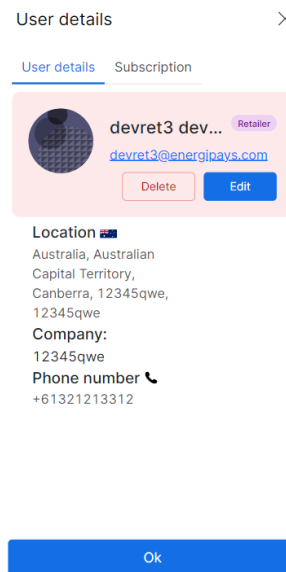 User details
User details Subscription
devret3 dev... Retailer
devret3@energipays.com
Delete Edit
Location
Australia, Australian
Capital Territory,
Canberra, 12345qwe,
12345qwe
Company:
12345qwe
Phone number
+61321213312
Ok